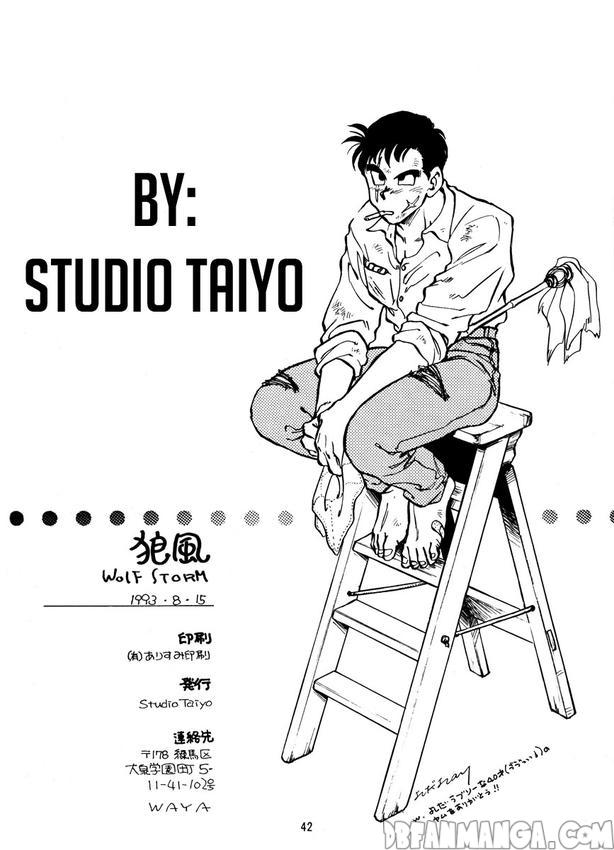 BY:
STUDIO TAIYO
狼風
WOLF STORM
1993・8・15
印刷
(有)ありすみ印刷
発行
Studio Taiyo
連絡先
〒178 練馬区
大泉学園町 5-
11-41-102号
WAYA
42
DBFANMANGA.COM